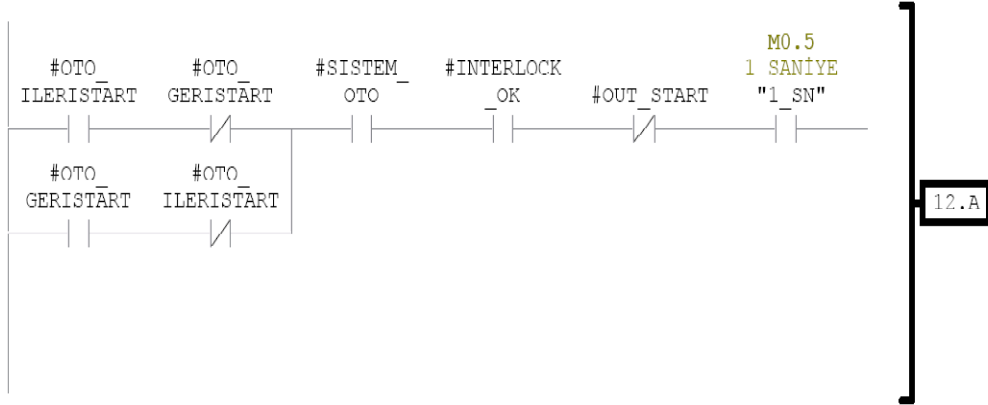 M0.5
#OTO_ #OTO_ #SISTEM_ #INTERLOCK 1 SANİYE
ILERISTART GERISTART OTO _OK #OUT_START "1_SN"
#OTO_ #OTO_
GERISTART ILERISTART
12.A